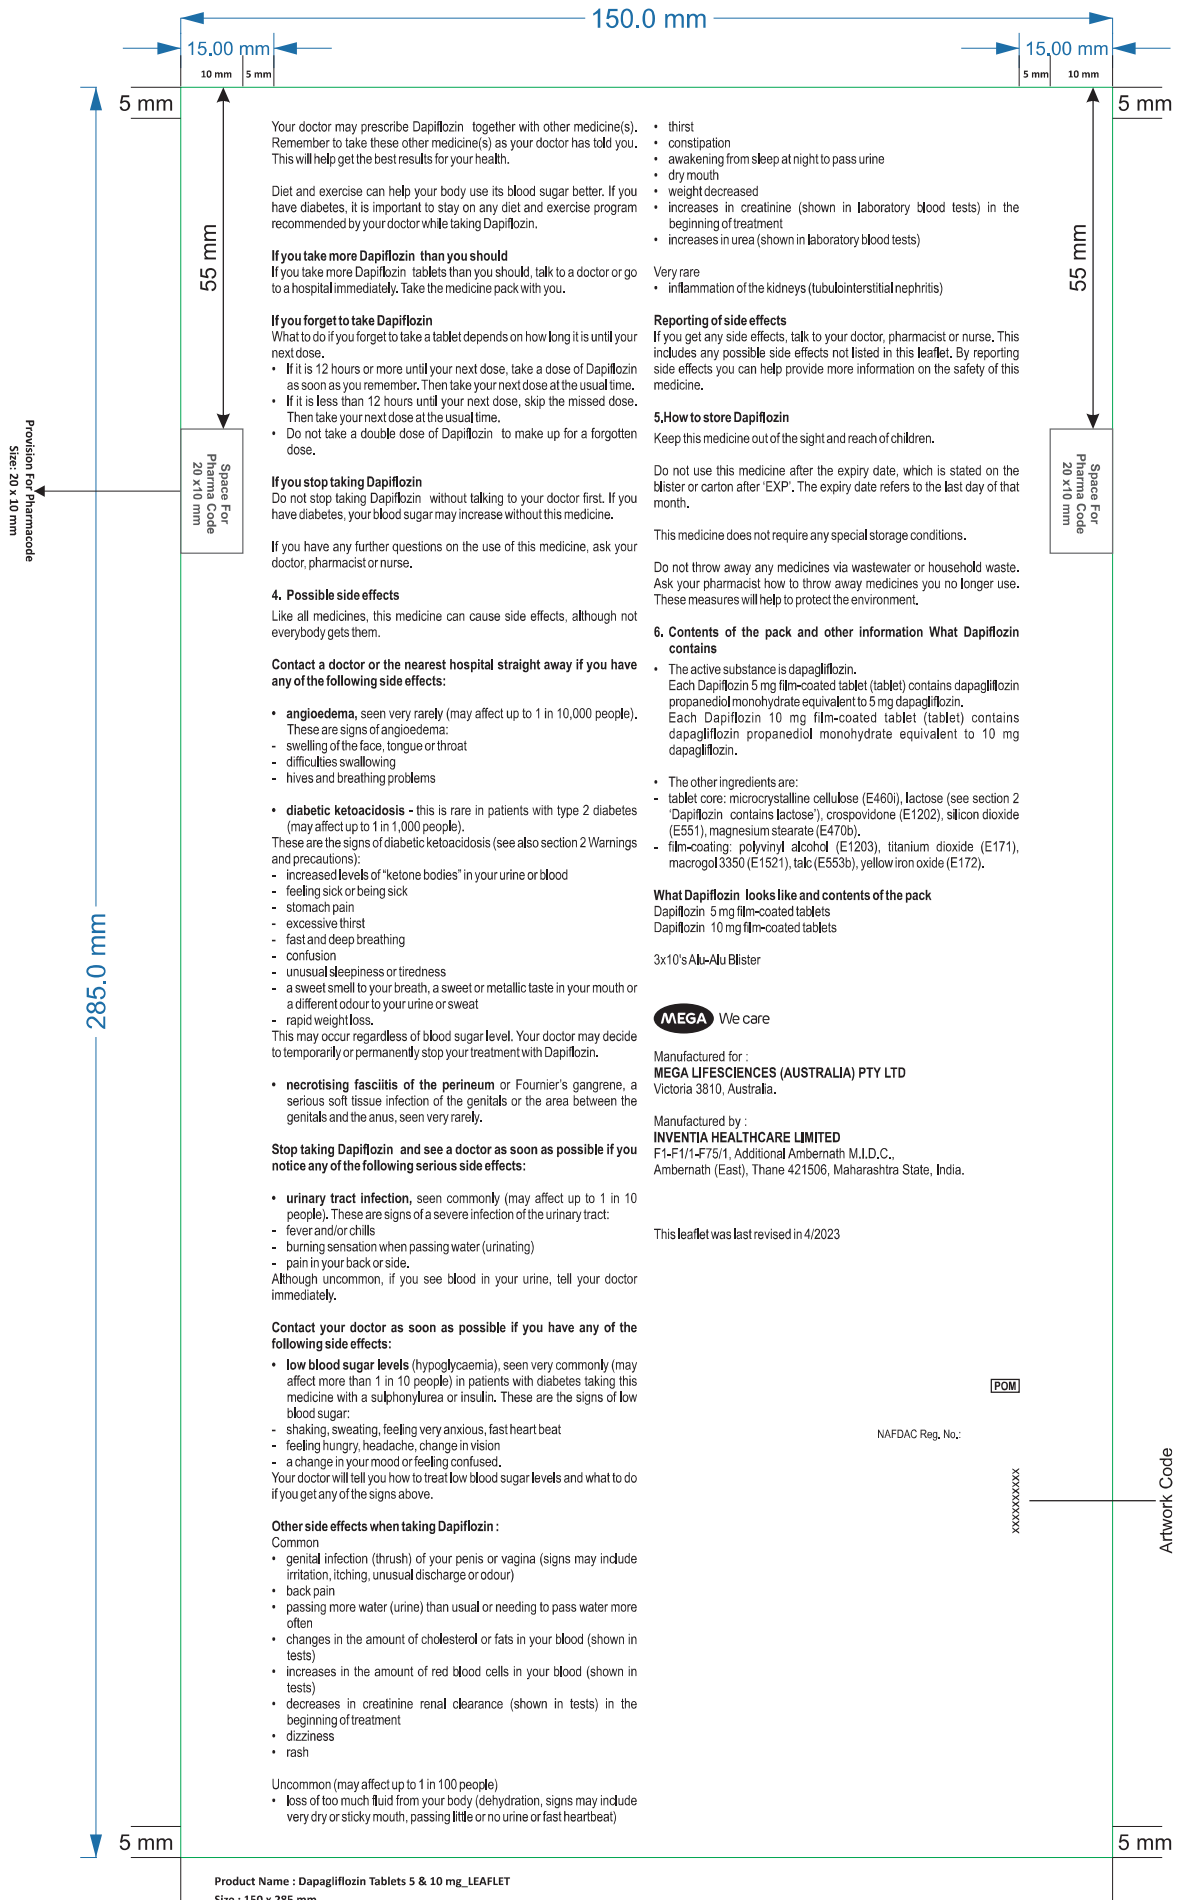 150.0 mm
15.00 mm
15.00 mm
10 mm
5 mm
5 mm
10 mm
5 mm
5 mm
55 mm
55 mm
285.0 mm
Space For
Pharma Code
20 x10 mm
Space For
Pharma Code
20 x10 mm
Provision For Pharmacode
Size: 20 x 10 mm
Your doctor may prescribe Dapiflozin together with other medicine(s).
Remember to take these other medicine(s) as your doctor has told you.
This will help get the best results for your health.
Diet and exercise can help your body use its blood sugar better. If you
have diabetes, it is important to stay on any diet and exercise program
recommended by your doctor while taking Dapiflozin.
If you take more Dapiflozin than you should
If you take more Dapiflozin tablets than you should, talk to a doctor or go
to a hospital immediately. Take the medicine pack with you.
If you forget to take Dapiflozin
What to do if you forget to take a tablet depends on how long it is until your
next dose.
• If it is 12 hours or more until your next dose, take a dose of Dapiflozin
as soon as you remember. Then take your next dose at the usual time.
• If it is less than 12 hours until your next dose, skip the missed dose.
Then take your next dose at the usual time.
• Do not take a double dose of Dapiflozin to make up for a forgotten
dose.
If you stop taking Dapiflozin
Do not stop taking Dapiflozin without talking to your doctor first. If you
have diabetes, your blood sugar may increase without this medicine.
If you have any further questions on the use of this medicine, ask your
doctor, pharmacist or nurse.
4. Possible side effects
Like all medicines, this medicine can cause side effects, although not
everybody gets them.
Contact a doctor or the nearest hospital straight away if you have
any of the following side effects:
• angioedema, seen very rarely (may affect up to 1 in 10,000 people).
These are signs of angioedema:
- swelling of the face, tongue or throat
- difficulties swallowing
- hives and breathing problems
• diabetic ketoacidosis - this is rare in patients with type 2 diabetes
(may affect up to 1 in 1,000 people).
These are the signs of diabetic ketoacidosis (see also section 2 Warnings
and precautions):
- increased levels of “ketone bodies” in your urine or blood
- feeling sick or being sick
- stomach pain
- excessive thirst
- fast and deep breathing
- confusion
- unusual sleepiness or tiredness
- a sweet smell to your breath, a sweet or metallic taste in your mouth or
a different odour to your urine or sweat
- rapid weight loss.
This may occur regardless of blood sugar level. Your doctor may decide
to temporarily or permanently stop your treatment with Dapiflozin.
• necrotising fasciitis of the perineum or Fournier’s gangrene, a
serious soft tissue infection of the genitals or the area between the
genitals and the anus, seen very rarely.
Stop taking Dapiflozin and see a doctor as soon as possible if you
notice any of the following serious side effects:
• urinary tract infection, seen commonly (may affect up to 1 in 10
people). These are signs of a severe infection of the urinary tract:
- fever and/or chills
- burning sensation when passing water (urinating)
- pain in your back or side.
Although uncommon, if you see blood in your urine, tell your doctor
immediately.
Contact your doctor as soon as possible if you have any of the
following side effects:
• low blood sugar levels (hypoglycaemia), seen very commonly (may
affect more than 1 in 10 people) in patients with diabetes taking this
medicine with a sulphonylurea or insulin. These are the signs of low
blood sugar:
- shaking, sweating, feeling very anxious, fast heart beat
- feeling hungry, headache, change in vision
- a change in your mood or feeling confused.
Your doctor will tell you how to treat low blood sugar levels and what to do
if you get any of the signs above.
Other side effects when taking Dapiflozin :
Common
• genital infection (thrush) of your penis or vagina (signs may include
irritation, itching, unusual discharge or odour)
• back pain
• passing more water (urine) than usual or needing to pass water more
often
• changes in the amount of cholesterol or fats in your blood (shown in
tests)
• increases in the amount of red blood cells in your blood (shown in
tests)
• decreases in creatinine renal clearance (shown in tests) in the
beginning of treatment
• dizziness
• rash
Uncommon (may affect up to 1 in 100 people)
• loss of too much fluid from your body (dehydration, signs may include
very dry or sticky mouth, passing little or no urine or fast heartbeat)
• thirst
• constipation
• awakening from sleep at night to pass urine
• dry mouth
• weight decreased
• increases in creatinine (shown in laboratory blood tests) in the
beginning of treatment
• increases in urea (shown in laboratory blood tests)
Very rare
• inflammation of the kidneys (tubulointerstitial nephritis)
Reporting of side effects
If you get any side effects, talk to your doctor, pharmacist or nurse. This
includes any possible side effects not listed in this leaflet. By reporting
side effects you can help provide more information on the safety of this
medicine.
5.How to store Dapiflozin
Keep this medicine out of the sight and reach of children.
Do not use this medicine after the expiry date, which is stated on the
blister or carton after ‘EXP’. The expiry date refers to the last day of that
month.
This medicine does not require any special storage conditions.
Do not throw away any medicines via wastewater or household waste.
Ask your pharmacist how to throw away medicines you no longer use.
These measures will help to protect the environment.
6. Contents of the pack and other information What Dapiflozin
contains
• The active substance is dapagliflozin.
Each Dapiflozin 5 mg film-coated tablet (tablet) contains dapagliflozin
propanediol monohydrate equivalent to 5 mg dapagliflozin.
Each Dapiflozin 10 mg film-coated tablet (tablet) contains
dapagliflozin propanediol monohydrate equivalent to 10 mg
dapagliflozin.
• The other ingredients are:
- tablet core: microcrystalline cellulose (E460i), lactose (see section 2
‘Dapiflozin contains lactose’), crospovidone (E1202), silicon dioxide
(E551), magnesium stearate (E470b).
- film-coating: polyvinyl alcohol (E1203), titanium dioxide (E171),
macrogol 3350 (E1521), talc (E553b), yellow iron oxide (E172).
What Dapiflozin looks like and contents of the pack
Dapiflozin 5 mg film-coated tablets
Dapiflozin 10 mg film-coated tablets
3x10's Alu-Alu Blister
MEGA We care
Manufactured for :
MEGA LIFESCIENCES (AUSTRALIA) PTY LTD
Victoria 3810, Australia.
Manufactured by :
INVENTIA HEALTHCARE LIMITED
F1-F1/1-F75/1, Additional Ambernath M.I.D.C.,
Ambernath (East), Thane 421506, Maharashtra State, India.
This leaflet was last revised in 4/2023
POM
NAFDAC Reg. No.:
xxxxxxxxxx
Artwork Code
5 mm
5 mm
Product Name : Dapagliflozin Tablets 5 & 10 mg_LEAFLET
Size : 150 x 285 mm